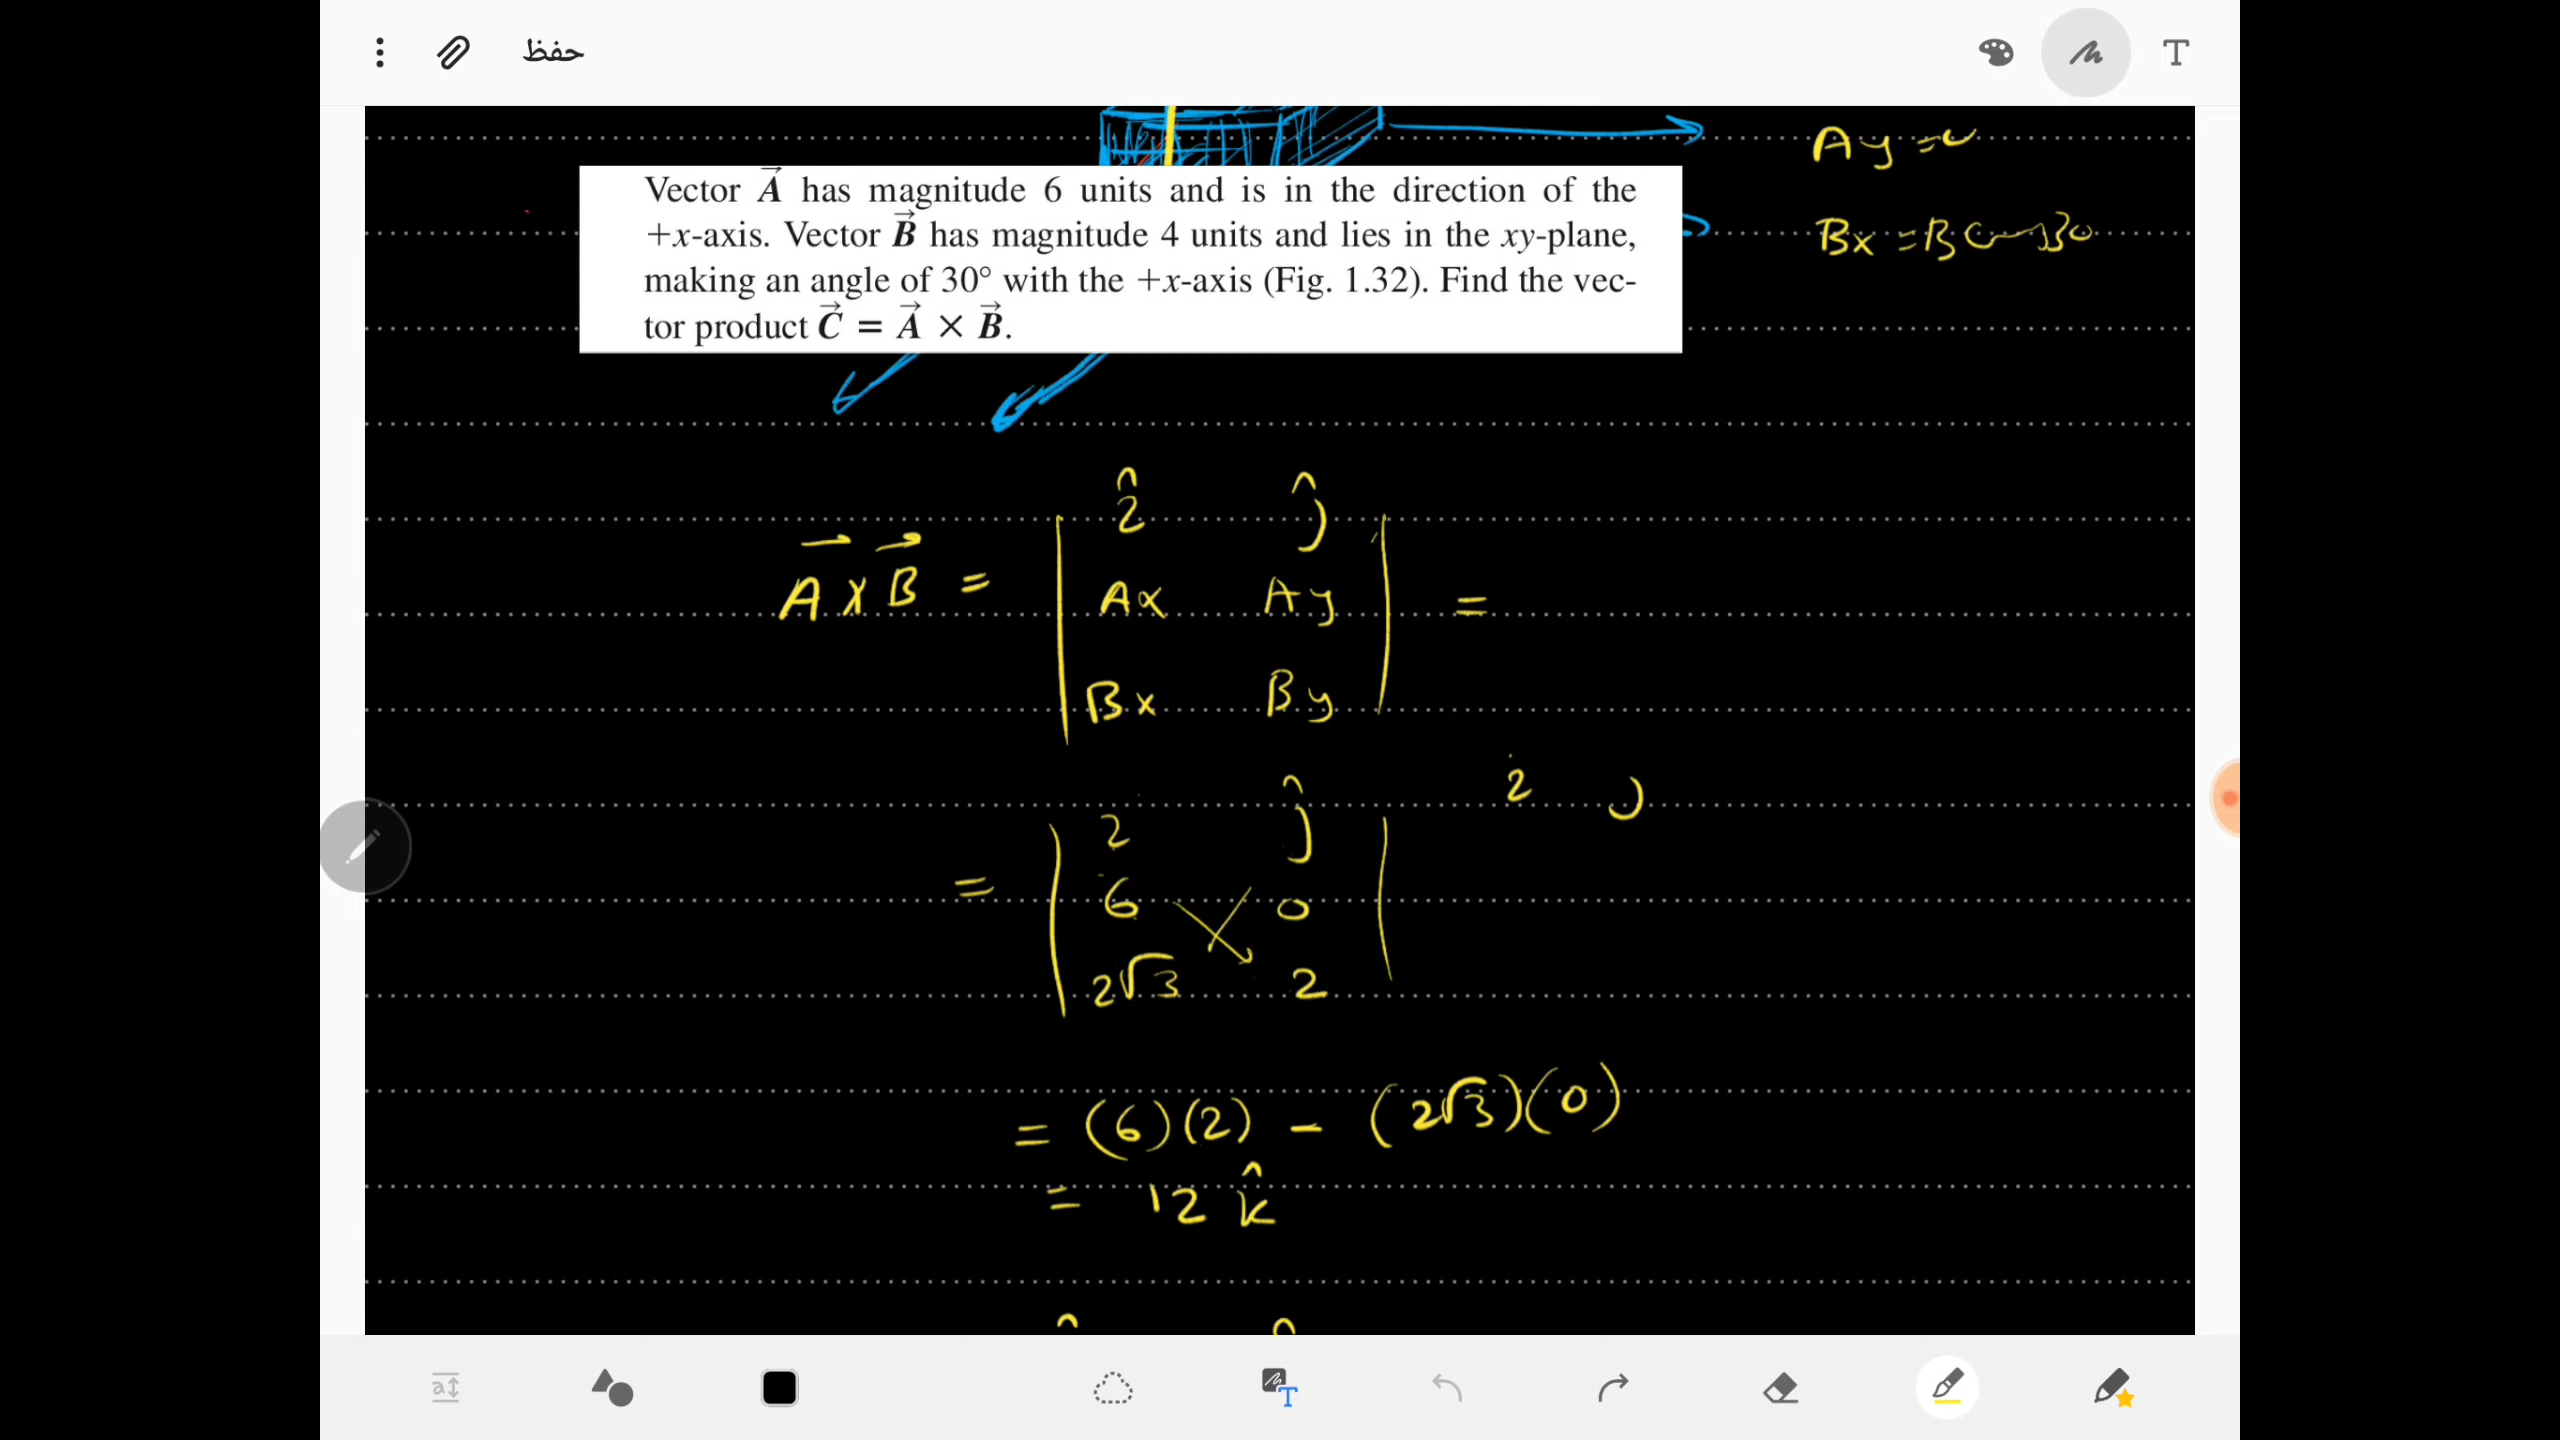 حفظ
T
Ay = 0
Vector A⃗ has magnitude 6 units and is in the direction of the
+x-axis. Vector B⃗ has magnitude 4 units and lies in the xy-plane,
making an angle of 30° with the +x-axis (Fig. 1.32). Find the vec-
tor product C⃗ = A⃗ × B⃗.
Bx = B cos 30
î ĵ
A⃗ x B⃗ = | Ax Ay | =
Bx By
i j
i ĵ
= | 6 0 |
2√3 2
= (6)(2) - (2√3)(0)
= 12 k̂